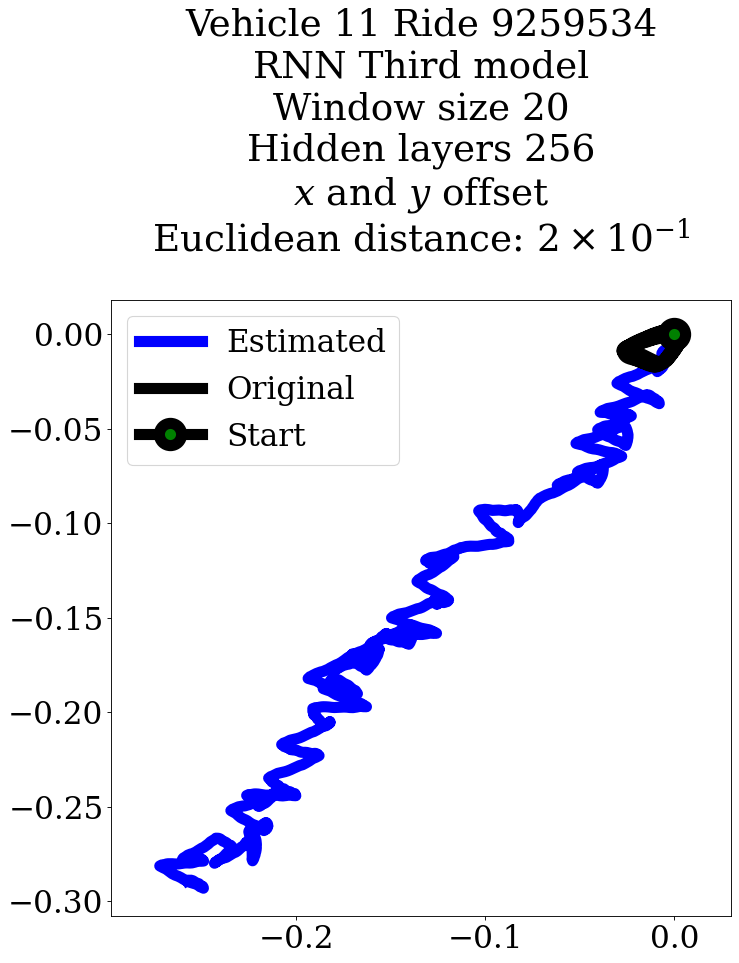 Vehicle 11 Ride 9259534
RNN Third model
Window size 20
Hidden layers 256
x and y offset
Euclidean distance: 2 × 10⁻¹
Estimated
Original
Start
0.00
−0.05
−0.10
−0.15
−0.20
−0.25
−0.30
−0.2
−0.1
0.0